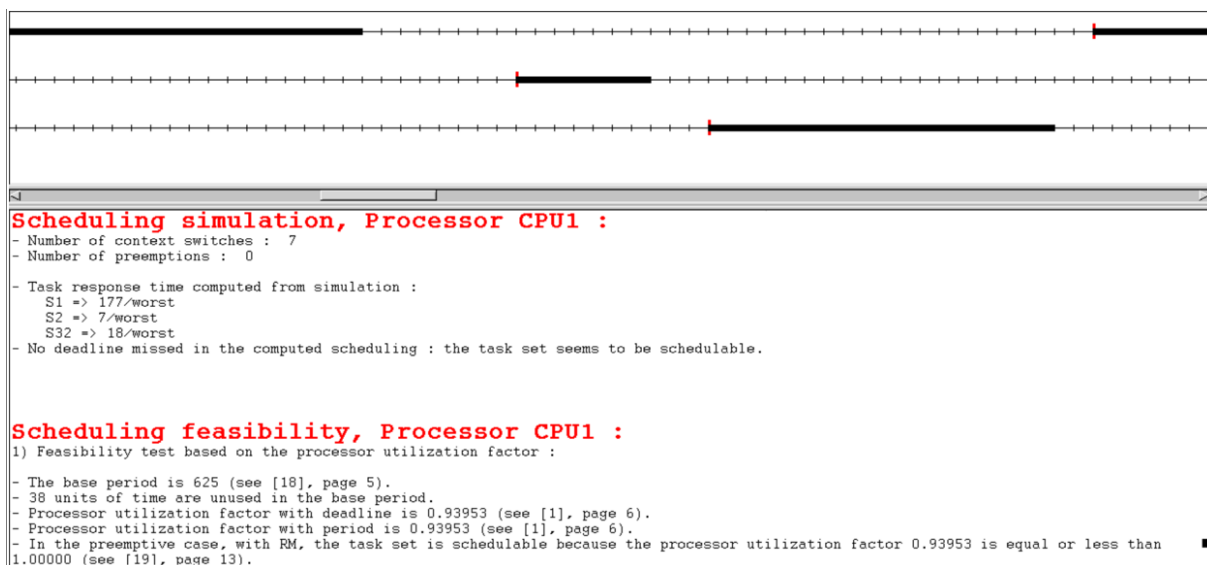 Scheduling simulation, Processor CPU1 :
- Number of context switches : 7
- Number of preemptions : 0
- Task response time computed from simulation :
S1 => 177/worst
S2 => 7/worst
S32 => 18/worst
- No deadline missed in the computed scheduling : the task set seems to be schedulable.
Scheduling feasibility, Processor CPU1 :
1) Feasibility test based on the processor utilization factor :
- The base period is 625 (see [18], page 5).
- 38 units of time are unused in the base period.
- Processor utilization factor with deadline is 0.93953 (see [1], page 6).
- Processor utilization factor with period is 0.93953 (see [1], page 6).
- In the preemptive case, with RM, the task set is schedulable because the processor utilization factor 0.93953 is equal or less than
1.00000 (see [19], page 13).